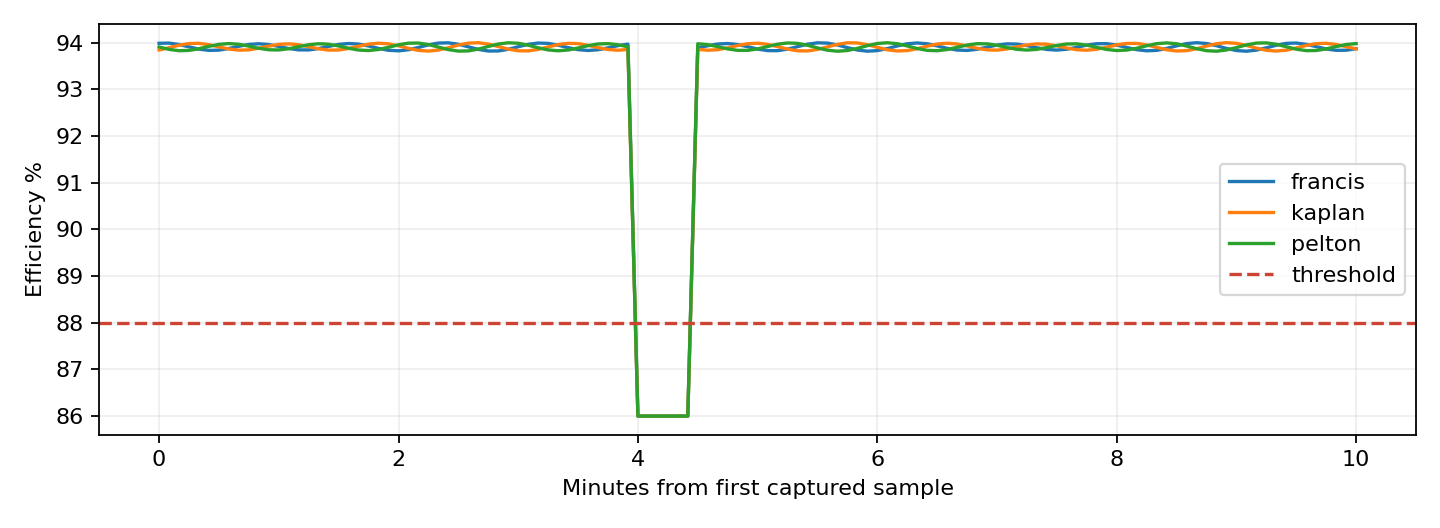 Efficiency %
94
93
92
91
90
89
88
87
86
francis
kaplan
pelton
threshold
0 2 4 6 8 10
Minutes from first captured sample